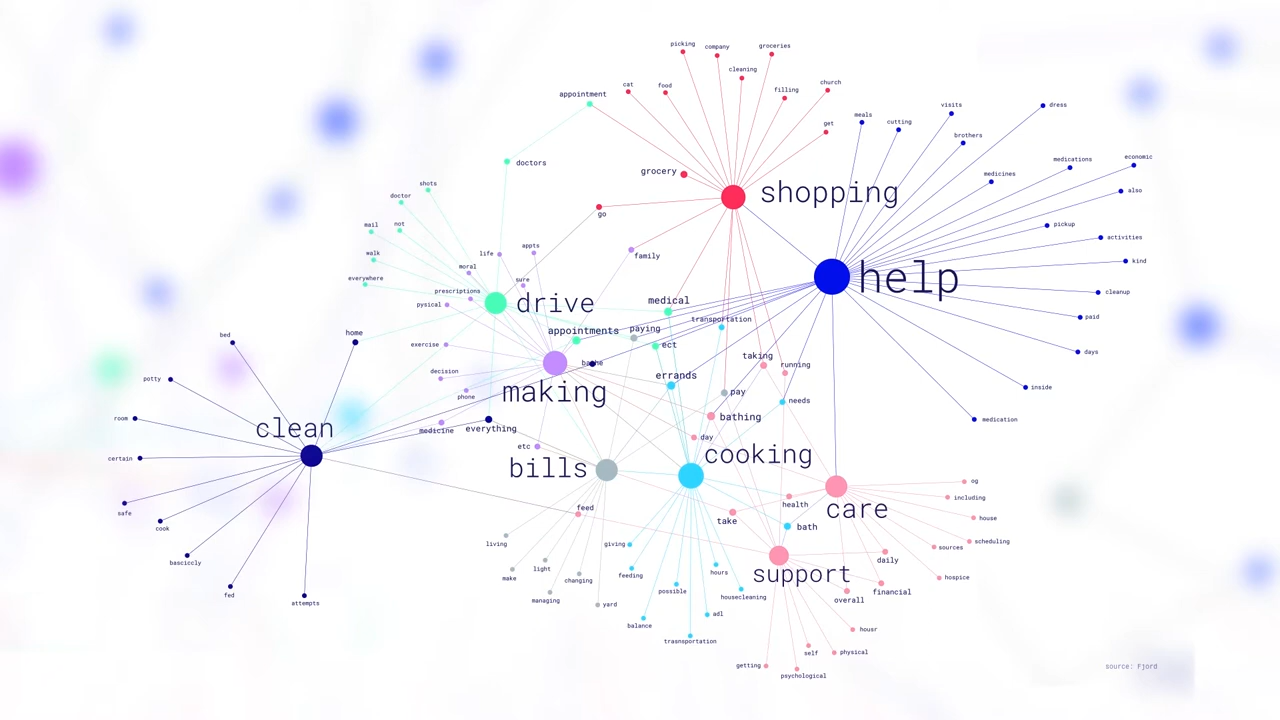 picking
company
groceries
cleaning
cat
food
filling
church
appointment
get
meals
cutting
visits
dress
brothers
doctors
grocery
shopping
medicines
medications
economic
also
shots
doctor
go
mail
not
walk
everywhere
life
appts
family
pickup
activities
kind
moral
sure
prescriptions
pysical
drive
medical
help
cleanup
appointments
paying
transportation
paid
home
bed
exercise
ect
days
bathe
taking
running
potty
decision
making
errands
inside
phone
pay
needs
room
clean
medicine
everything
bathing
medication
day
certain
etc
bills
cooking
safe
cook
feed
health
care
og
including
house
take
bath
scheduling
living
giving
sources
basciccly
light
make
changing
feeding
hours
support
daily
hospice
fed
attempts
managing
yard
possible
housecleaning
overall
financial
balance
adl
trasnsportation
housr
self
physical
getting
psychological
source: Fjord